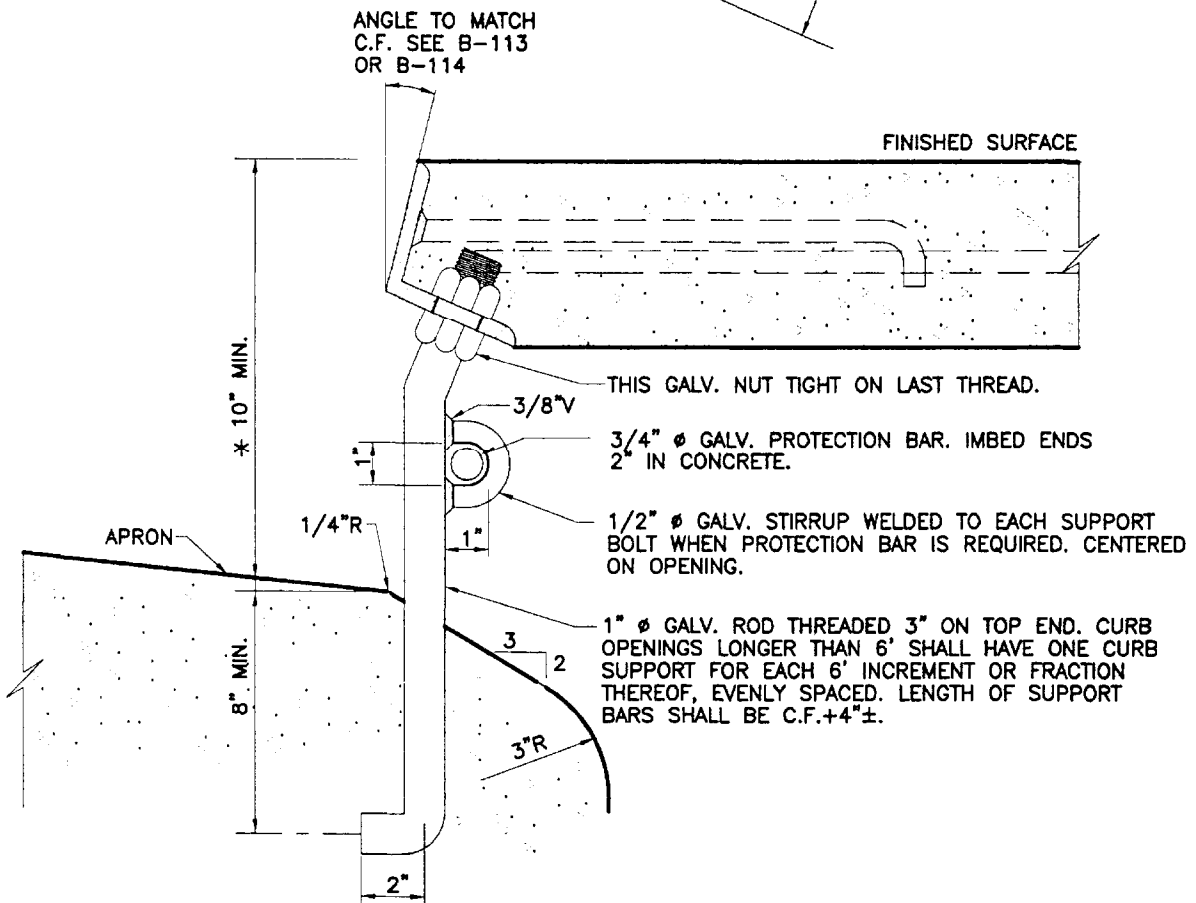 ANGLE TO MATCH
C.F. SEE B-113
OR B-114
FINISHED SURFACE
* 10" MIN.
THIS GALV. NUT TIGHT ON LAST THREAD.
3/8"V
1"
3/4" ø GALV. PROTECTION BAR. IMBED ENDS
2" IN CONCRETE.
1/4"R
1"
1/2" ø GALV. STIRRUP WELDED TO EACH SUPPORT
BOLT WHEN PROTECTION BAR IS REQUIRED. CENTERED
ON OPENING.
APRON
1" ø GALV. ROD THREADED 3" ON TOP END. CURB
OPENINGS LONGER THAN 6' SHALL HAVE ONE CURB
SUPPORT FOR EACH 6' INCREMENT OR FRACTION
THEREOF, EVENLY SPACED. LENGTH OF SUPPORT
BARS SHALL BE C.F.+4"±.
3
2
8" MIN.
3"R
2"